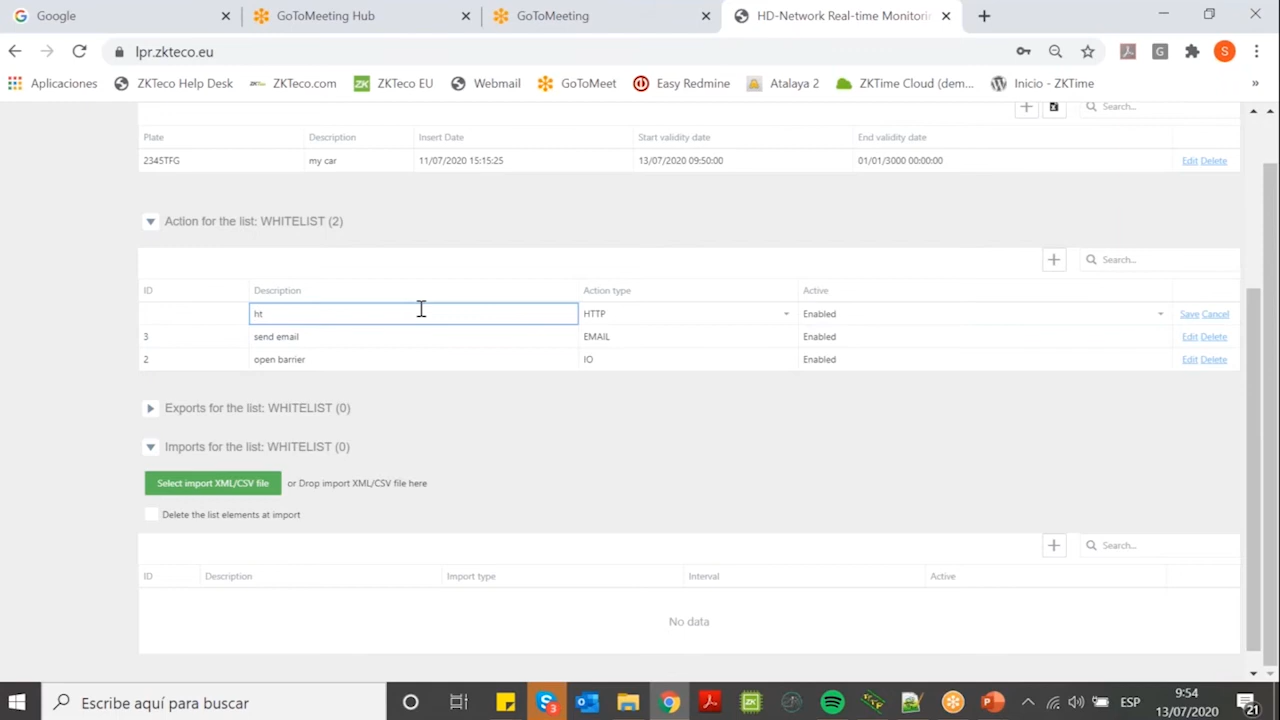 Google
GoToMeeting Hub
GoToMeeting
HD-Network Real-time Monitorin
lpr.zkteco.eu
Aplicaciones
ZKTeco Help Desk
ZKTeco.com
ZKTeco EU
Webmail
GoToMeet
Easy Redmine
Atalaya 2
ZKTime Cloud (dem...
Inicio - ZKTime
»
Search...
Plate Description Insert Date Start validity date End validity date
2345TFG my car 11/07/2020 15:15:25 13/07/2020 09:50:00 01/01/3000 00:00:00 Edit Delete
Action for the list: WHITELIST (2)
Search...
ID Description Action type Active
ht HTTP Enabled Save Cancel
3 send email EMAIL Enabled Edit Delete
2 open barrier IO Enabled Edit Delete
Exports for the list: WHITELIST (0)
Imports for the list: WHITELIST (0)
Select import XML/CSV file or Drop import XML/CSV file here
Delete the list elements at import
Search...
ID Description Import type Interval Active
No data
Escribe aquí para buscar
ESP
9:54
13/07/2020
21